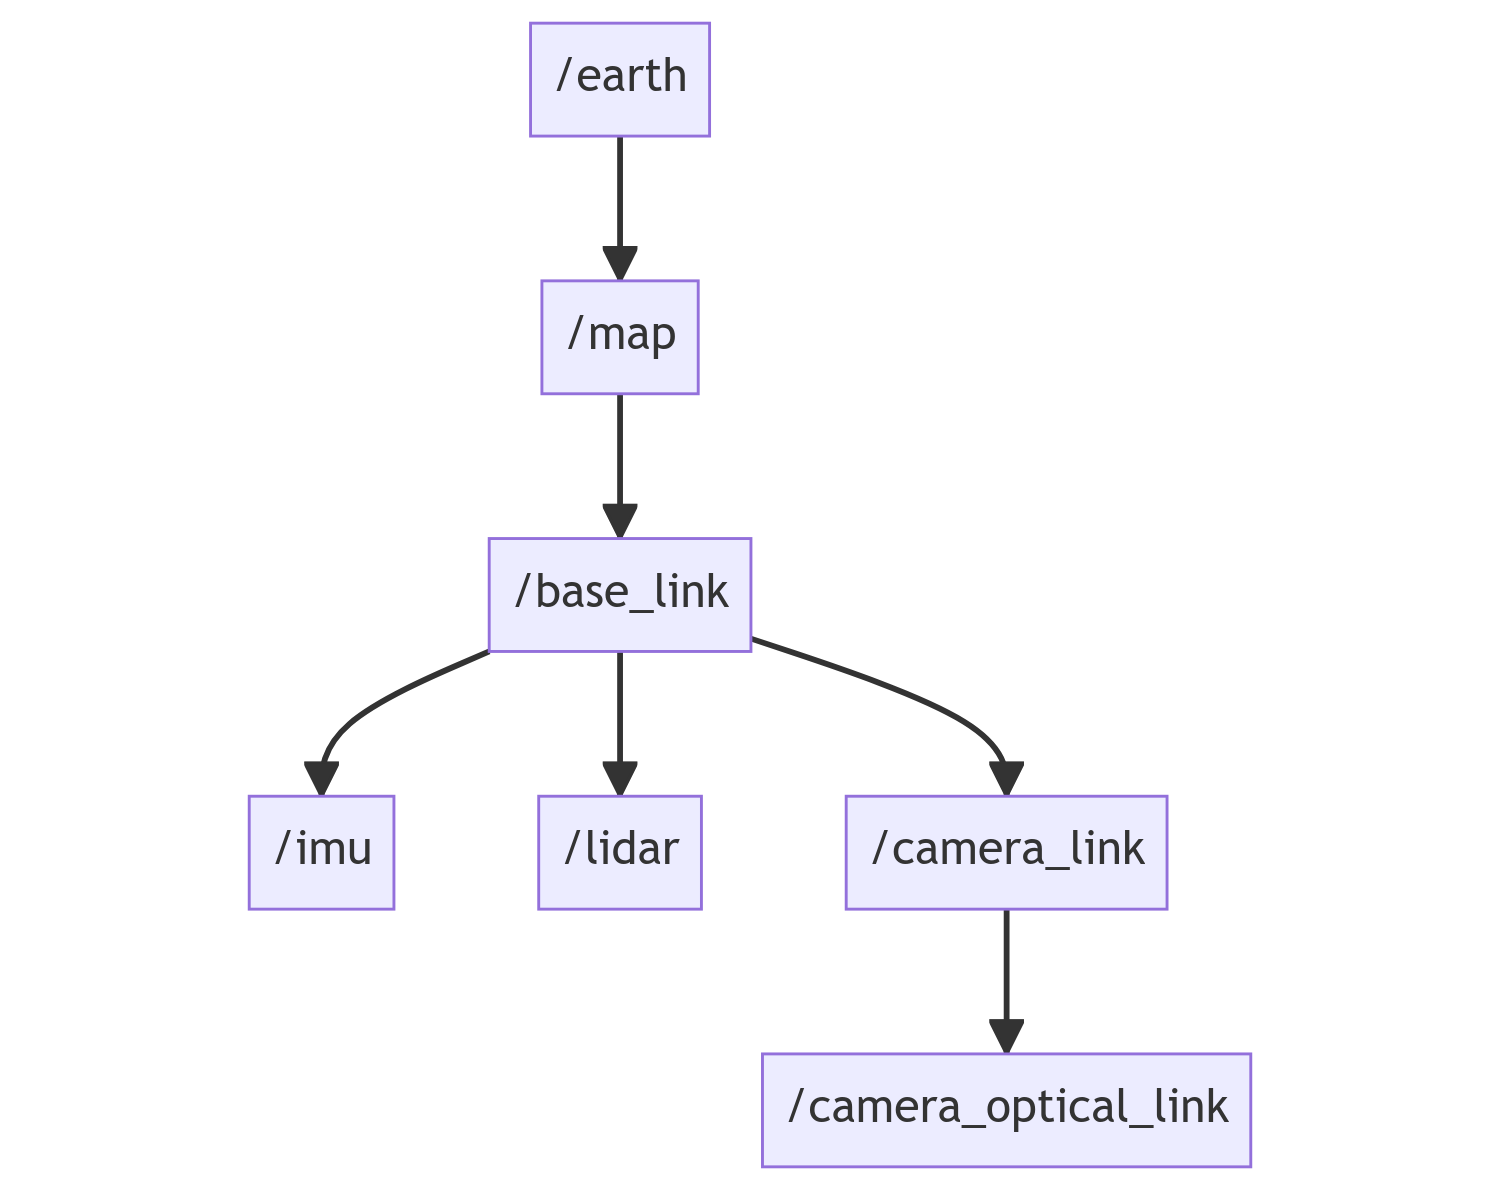 /earth
/map
/base_link
/imu
/lidar
/camera_link
/camera_optical_link